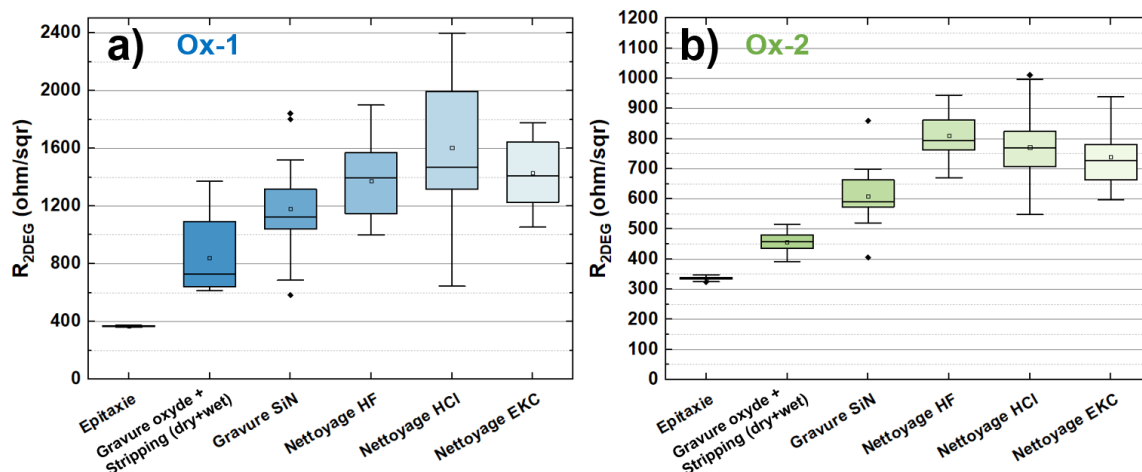 a) Ox-1
R2DEG (ohm/sqr)
2400
2000
1600
1200
800
400
0
Epitaxie
Gravure oxyde +
Stripping (dry+wet)
Gravure SiN
Nettoyage HF
Nettoyage HCl
Nettoyage EKC
b) Ox-2
R2DEG (ohm/sqr)
1200
1100
1000
900
800
700
600
500
400
300
200
100
0
Epitaxie
Gravure oxyde +
Stripping (dry+wet)
Gravure SiN
Nettoyage HF
Nettoyage HCl
Nettoyage EKC